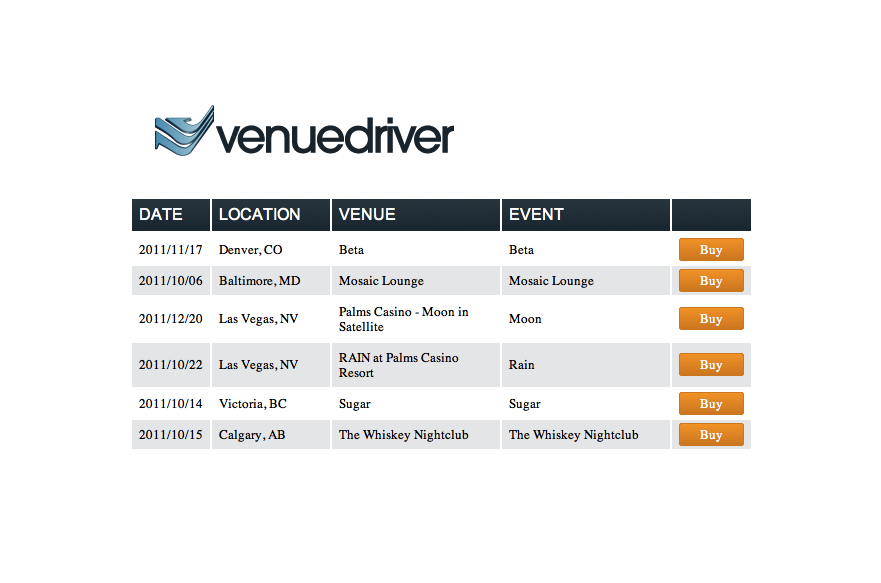 venuedriver
DATE LOCATION VENUE EVENT
2011/11/17 Denver, CO Beta Beta Buy
2011/10/06 Baltimore, MD Mosaic Lounge Mosaic Lounge Buy
2011/12/20 Las Vegas, NV Palms Casino - Moon in Moon Buy
Satellite
2011/10/22 Las Vegas, NV RAIN at Palms Casino Rain Buy
Resort
2011/10/14 Victoria, BC Sugar Sugar Buy
2011/10/15 Calgary, AB The Whiskey Nightclub The Whiskey Nightclub Buy